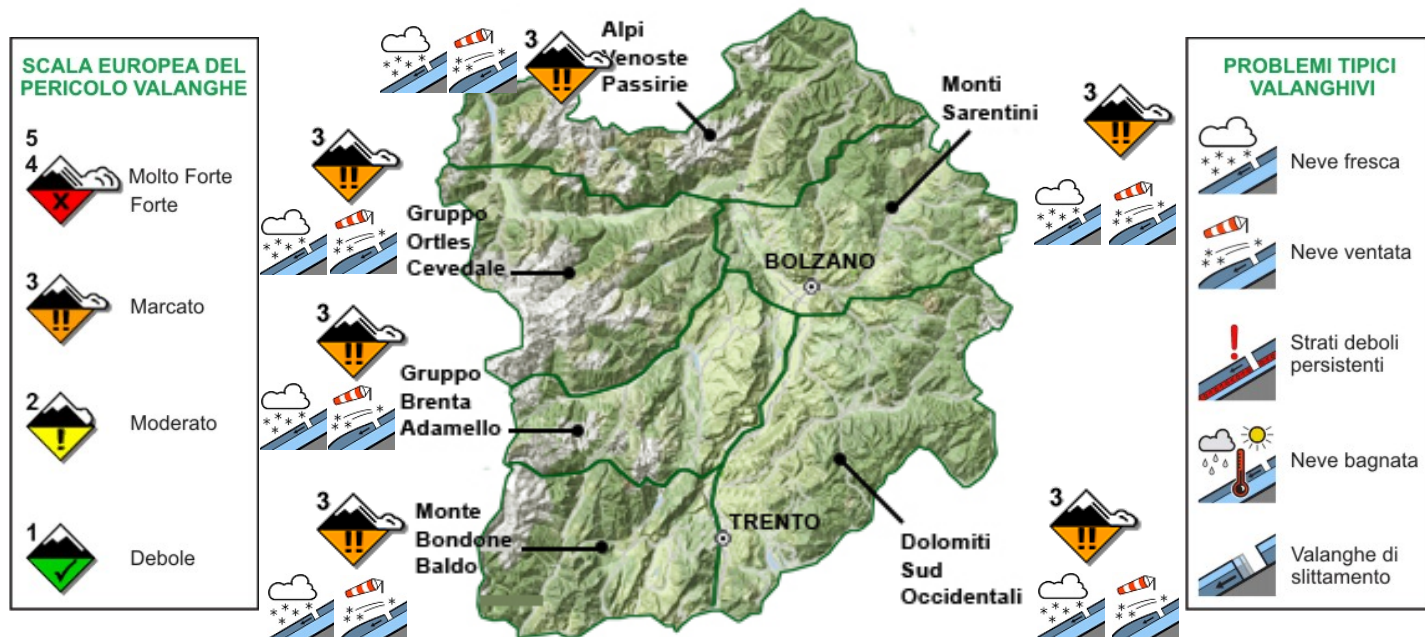 SCALA EUROPEA DEL
PERICOLO VALANGHE
5
4
Molto Forte
Forte
3
Marcato
2
Moderato
1
Debole
3
Alpi
Venoste
Passirie
3
Gruppo
Ortles
Cevedale
3
Gruppo
Brenta
Adamello
3
Monte
Bondone
Baldo
Monti
Sarentini
3
BOLZANO
TRENTO
Dolomiti
Sud
Occidentali
3
PROBLEMI TIPICI
VALANGHIVI
Neve fresca
Neve ventata
Strati deboli
persistenti
Neve bagnata
Valanghe di
slittamento